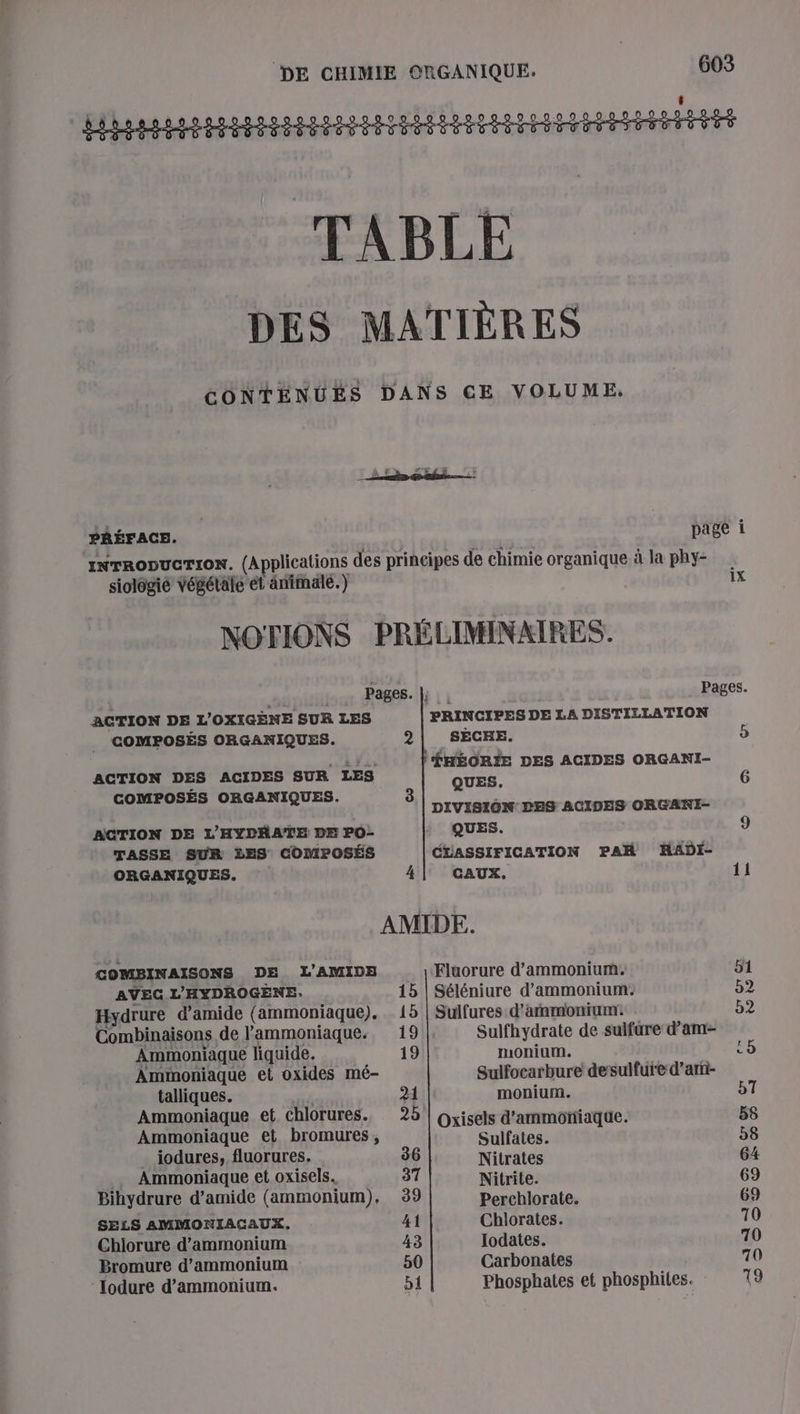 DE CHIMIE ORGANIQUE. 603
TABLE
DES MATIÈRES
CONTENUES DANS CE VOLUME.
PRÉFACE. page i
INTRODUCTION. (Applications des principes de chimie organique à la phy-
siologie végétale et animale.) ix
NOTIONS PRÉLIMINAIRES.
Pages.
ACTION DE L'OXIGÈNE SUR LES
COMPOSÉS ORGANIQUES. 2
ACTION DES ACIDES SUR LES
COMPOSÉS ORGANIQUES. 3
ACTION DE L'HYDRATE DE PO-
TASSE SUR LES COMPOSÉS
ORGANIQUES. 4
Pages.
PRINCIPES DE LA DISTILLATION
SÈCHE. 5
THÉORIE DES ACIDES ORGANI-
QUES. 6
DIVISION DES ACIDES ORGANI-
QUES. 9
CLASSIFICATION PAR RADI-
CAUX. 11
AMIDE.
COMBINAISONS DE L'AMIDE
AVEC L'HYDROGÈNE. 15
Hydrure d'amide (ammoniaque). 15
Combinaisons de l'ammoniaque. 19
Ammoniaque liquide. 19
Ammoniaque et oxides mé-
talliques. 21
Ammoniaque et chlorures. 25
Ammoniaque et bromures,
iodures, fluorures. 36
Ammoniaque et oxisels. 37
Bihydrure d'amide (ammonium). 39
SELS AMMONIACAUX. 41
Chlorure d'ammonium 43
Bromure d'ammonium 50
Iodure d'ammonium. 51
Fluorure d'ammonium. 51
Séléniure d'ammonium. 52
Sulfures d'ammonium. 52
Sulfhydrate de sulfure d'am-
monium. 5
Sulfocarbure de sulfure d'am-
monium. 57
Oxisels d'ammoniaque. 58
Sulfates. 58
Nitrates 64
Nitrite. 69
Perchlorate. 69
Chlorates. 70
Iodates. 70
Carbonates 70
Phosphates et phosphites. 79